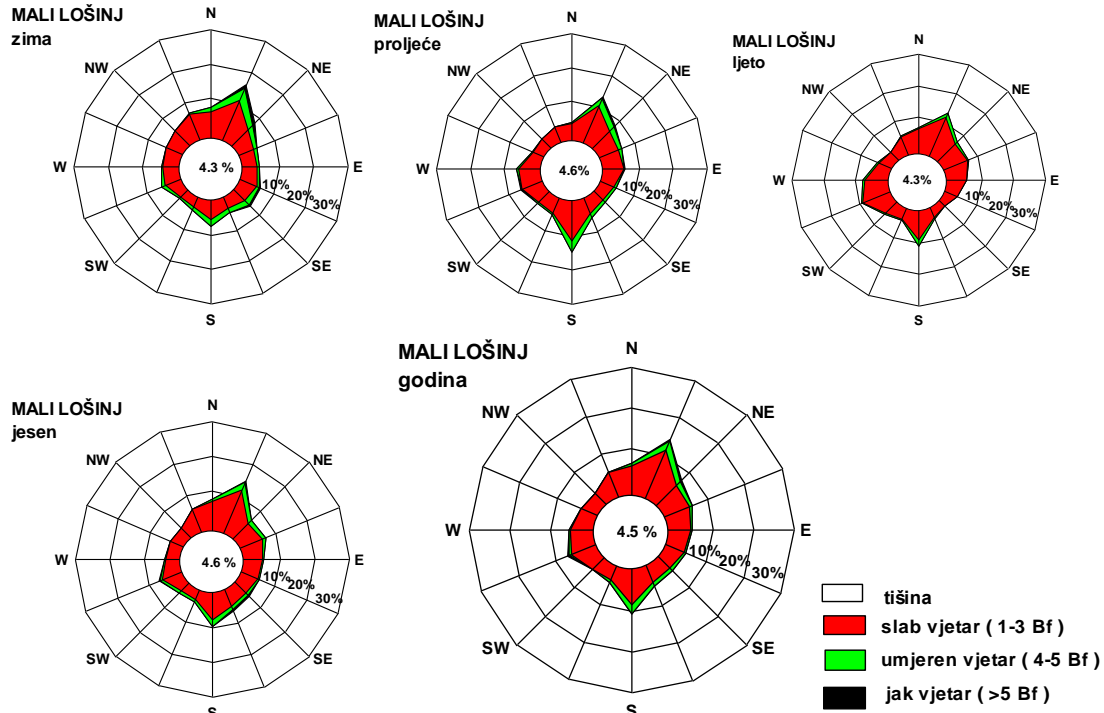 MALI LOŠINJ
zima
N
NE
E
SE
S
SW
W
NW
4.3 %
10%
20%
30%
MALI LOŠINJ
proljeće
N
NE
E
SE
S
SW
W
NW
4.6%
10%
20%
30%
MALI LOŠINJ
ljeto
N
NE
E
SE
S
SW
W
NW
4.3%
10%
20%
30%
MALI LOŠINJ
jesen
N
NE
E
SE
S
SW
W
NW
4.6 %
10%
20%
30%
MALI LOŠINJ
godina
N
NE
E
SE
S
SW
W
NW
4.5 %
10%
20%
30%
tišina
slab vjetar ( 1-3 Bf )
umjeren vjetar ( 4-5 Bf )
jak vjetar ( >5 Bf )